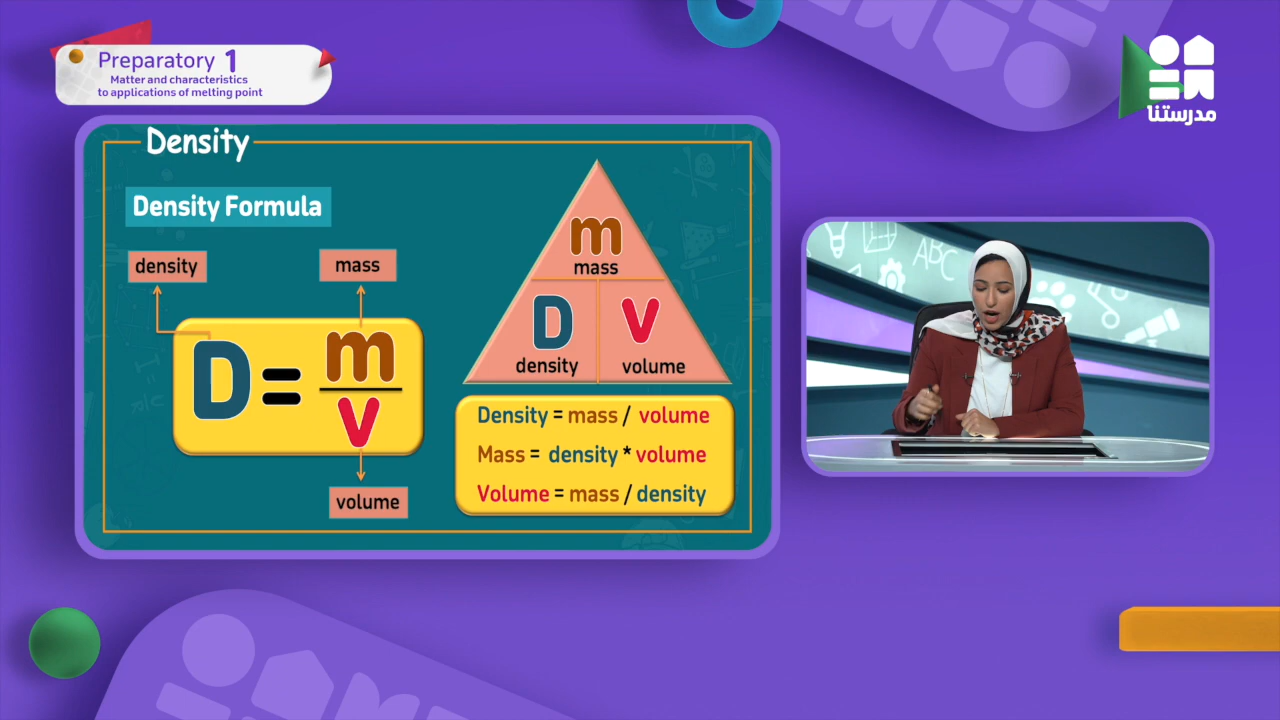 Preparatory 1
Matter and characteristics
to applications of melting point
مدرستنا
Density
Density Formula
density
mass
D = m
V
volume
m
mass
D
density
V
volume
Density = mass / volume
Mass = density * volume
Volume = mass / density
ABC